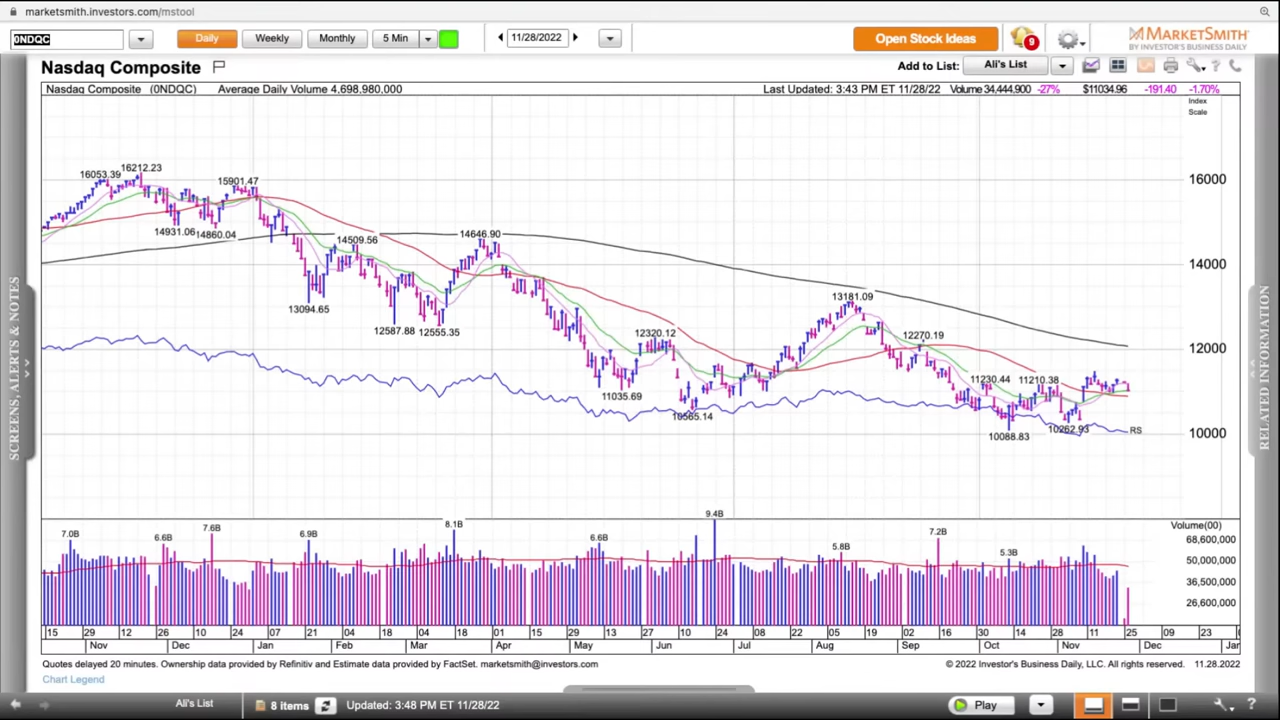 marketsmith.investors.com/mstool
0NDQC Daily Weekly Monthly 5 Min 11/28/2022 Open Stock Ideas 9 MARKETSMITH
BY INVESTOR'S BUSINESS DAILY
Nasdaq Composite Add to List: Ali's List
Nasdaq Composite (0NDQC) Average Daily Volume 4,698,980,000 Last Updated: 3:43 PM ET 11/28/22 Volume 34,444,900 -27% $11034.96 -191.40 -1.70%
Index
Scale
16212.23
16053.39
15901.47
16000
14931.06
14860.04
14509.56
14646.90
14000
13094.65
13181.09
12587.88
12555.35
12320.12
12270.19
12000
11230.44
11210.38
11035.69
10565.14
10262.93
10088.83
RS
10000
SCREENS, ALERTS & NOTES
RELATED INFORMATION
Volume(00)
7.0B 6.6B 7.6B 6.9B 8.1B 6.6B 9.4B 5.8B 7.2B 5.3B
68,600,000
50,000,000
36,500,000
26,600,000
15 29 12 26 10 24 07 21 04 18 04 18 01 15 29 13 27 10 24 08 22 05 19 02 16 30 14 28 11 25 09 23
Nov Dec Jan Feb Mar Apr May Jun Jul Aug Sep Oct Nov Dec
Quotes delayed 20 minutes. Ownership data provided by Refinitiv and Estimate data provided by FactSet. marketsmith@investors.com © 2022 Investor's Business Daily, LLC. All rights reserved. 11.28.2022
Chart Legend
Ali's List 8 items Updated: 3:48 PM ET 11/28/22 Play